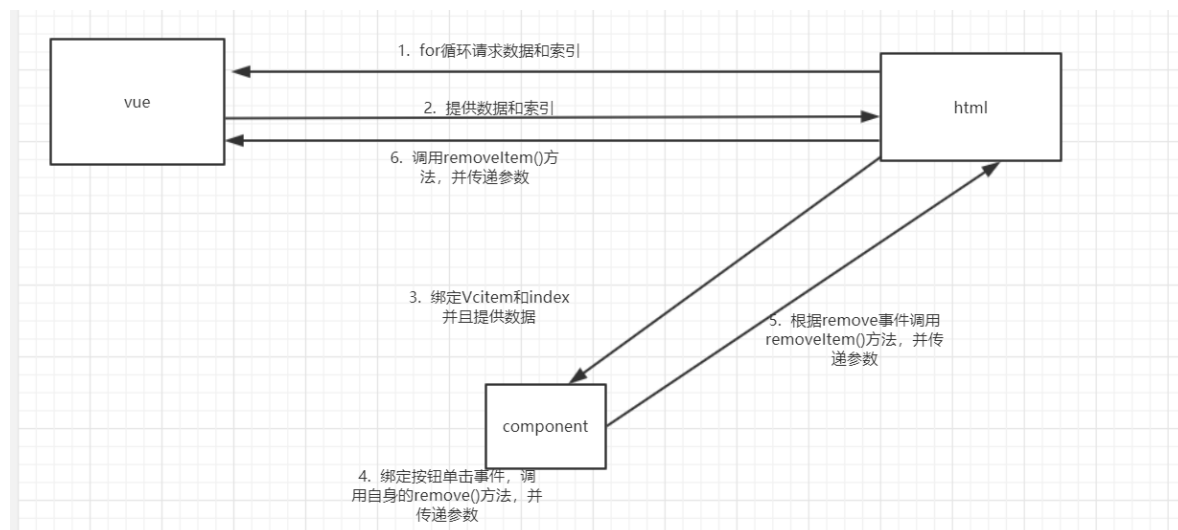 1. for循环请求数据和索引
vue
html
2. 提供数据和索引
6. 调用removeItem()方
法，并传递参数
3. 绑定Vcitem和index
并且提供数据
5. 根据remove事件调用
removeItem()方法，并传
递参数
component
4. 绑定按钮单击事件，调
用自身的remove()方法，并
传递参数